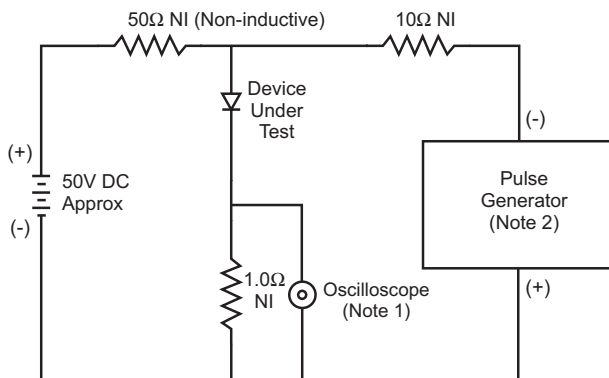 50Ω NI (Non-inductive)
10Ω NI
Device
Under
Test
(-)
(+)
50V DC
Approx
(-)
Pulse
Generator
(Note 2)
1.0Ω
NI
Oscilloscope
(Note 1)
(+)